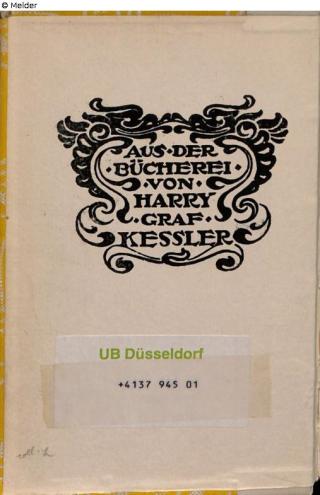 © Melder
AUS·DER
·BÜCHEREI·
·VON·
HARRY
·GRAF·
KESSLER
UB Düsseldorf
+4137 945 01